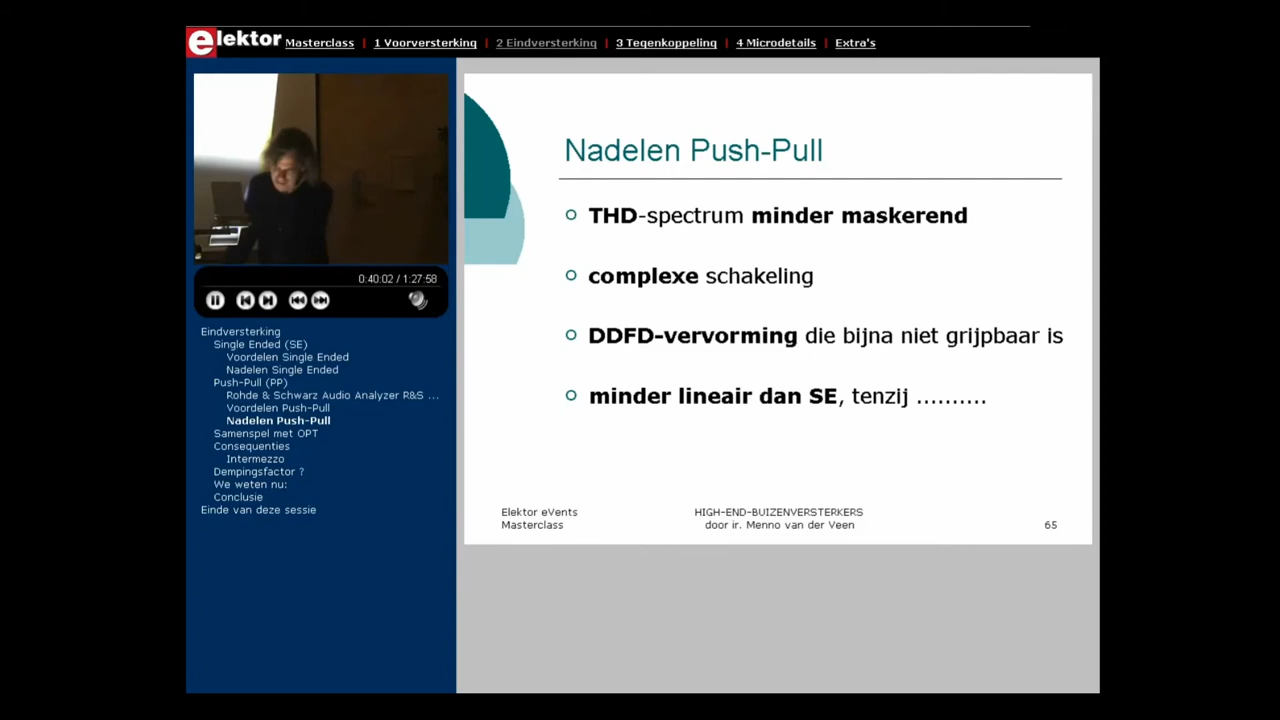 elektor
Masterclass | 1 Voorversterking | 2 Eindversterking | 3 Tegenkoppeling | 4 Microdetails | Extra's
0:40:02 / 1:27:58
Eindversterking
Single Ended (SE)
Voordelen Single Ended
Nadelen Single Ended
Push-Pull (PP)
Rohde & Schwarz Audio Analyzer R&S ...
Voordelen Push-Pull
Nadelen Push-Pull
Samenspel met OPT
Consequenties
Intermezzo
Dempingsfactor ?
We weten nu:
Conclusie
Einde van deze sessie
Nadelen Push-Pull
THD-spectrum minder maskerend
complexe schakeling
DDFD-vervorming die bijna niet grijpbaar is
minder lineair dan SE, tenzij ..........
Elektor eVents
Masterclass
HIGH-END-BUIZENVERSTERKERS
door ir. Menno van der Veen
65